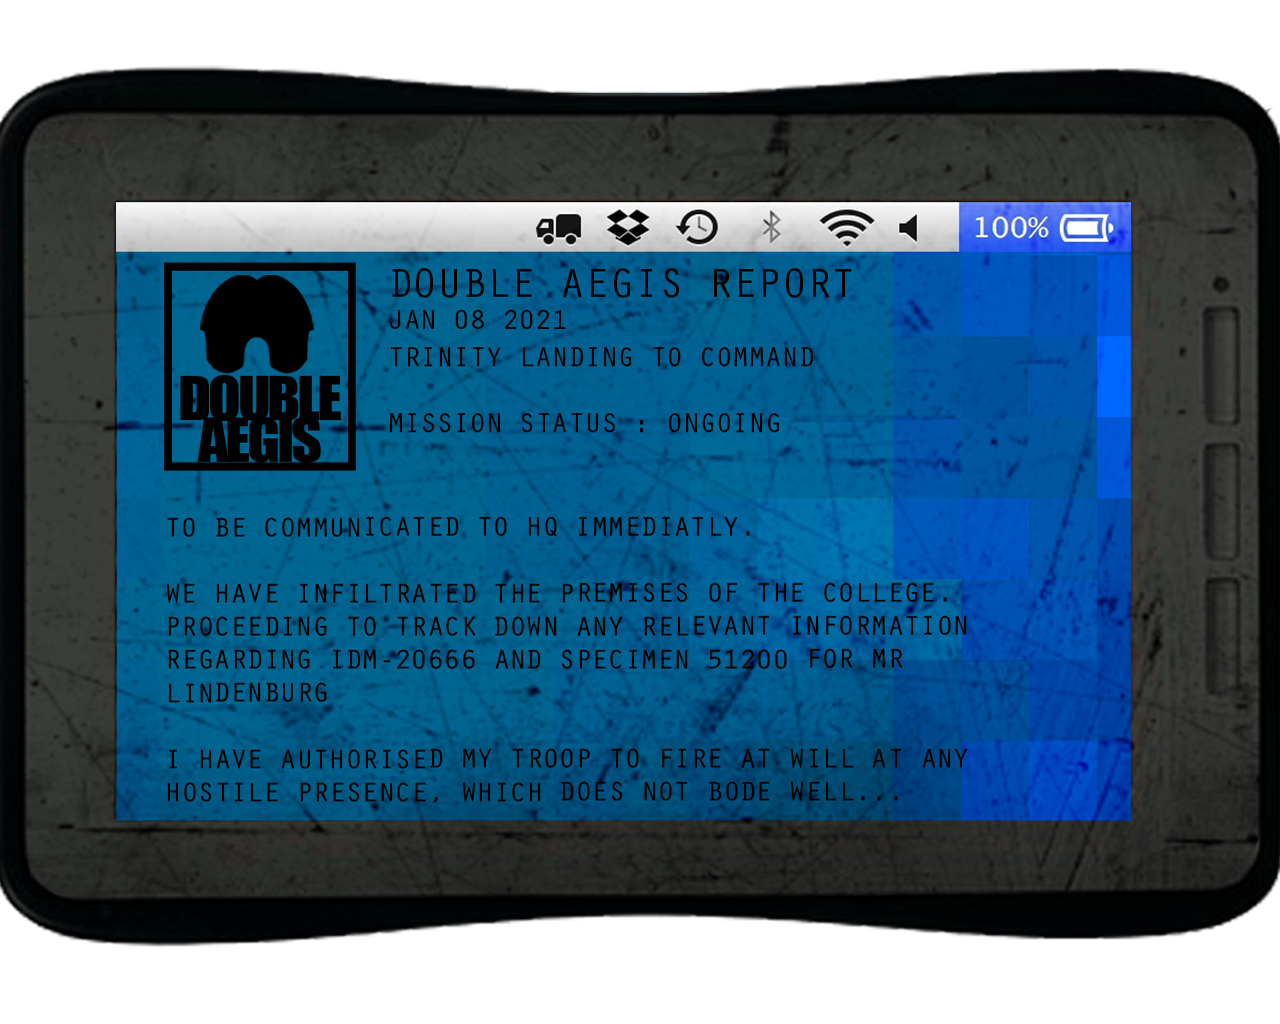 100%
DOUBLE AEGIS REPORT
JAN 08 2021
TRINITY LANDING TO COMMAND
DOUBLE
AEGIS
MISSION STATUS : ONGOING
TO BE COMMUNICATED TO HQ IMMEDIATLY.
WE HAVE INFILTRATED THE PREMISES OF THE COLLEGE.
PROCEEDING TO TRACK DOWN ANY RELEVANT INFORMATION
REGARDING IDM-20666 AND SPECIMEN 51200 FOR MR
LINDENBURG
I HAVE AUTHORISED MY TROOP TO FIRE AT WILL AT ANY
HOSTILE PRESENCE, WHICH DOES NOT BODE WELL...